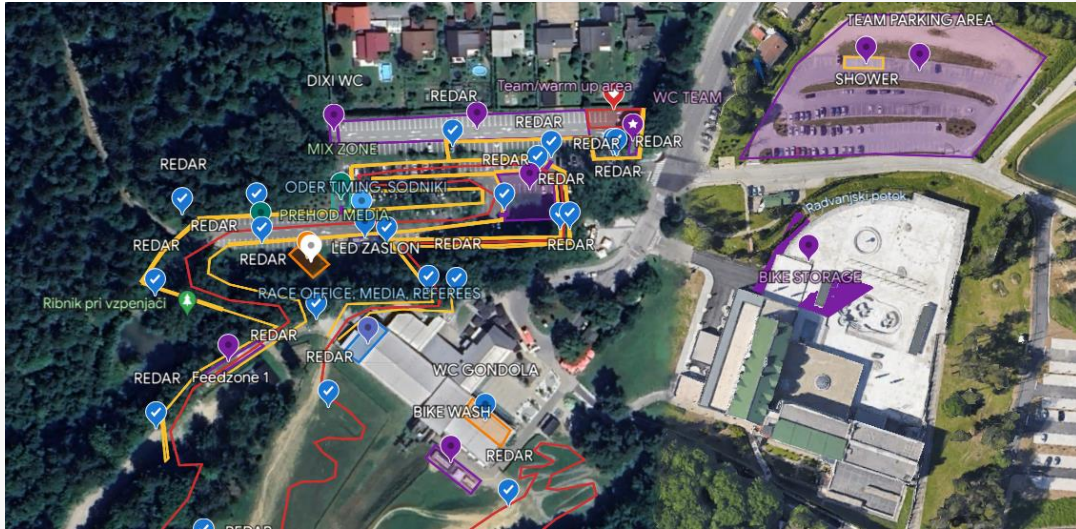 TEAM PARKING AREA
DIXI WC
SHOWER
Team/warm up area
REDAR
WC TEAM
REDAR
REDAR
REDAR
MIX ZONE
REDAR
REDAR
REDAR
REDAR
REDAR
ODER TIMING, SODNIKI
REDAR
PREHOD MEDIA
Radvanjski potok
REDAR
LED ZASLON
REDAR
REDAR
BIKE STORAGE
RACE OFFICE, MEDIA, REFEREES
Ribnik pri vzpenjači
REDAR
REDAR
WC GONDOLA
REDAR
Feedzone 1
BIKE WASH
REDAR
REDAR